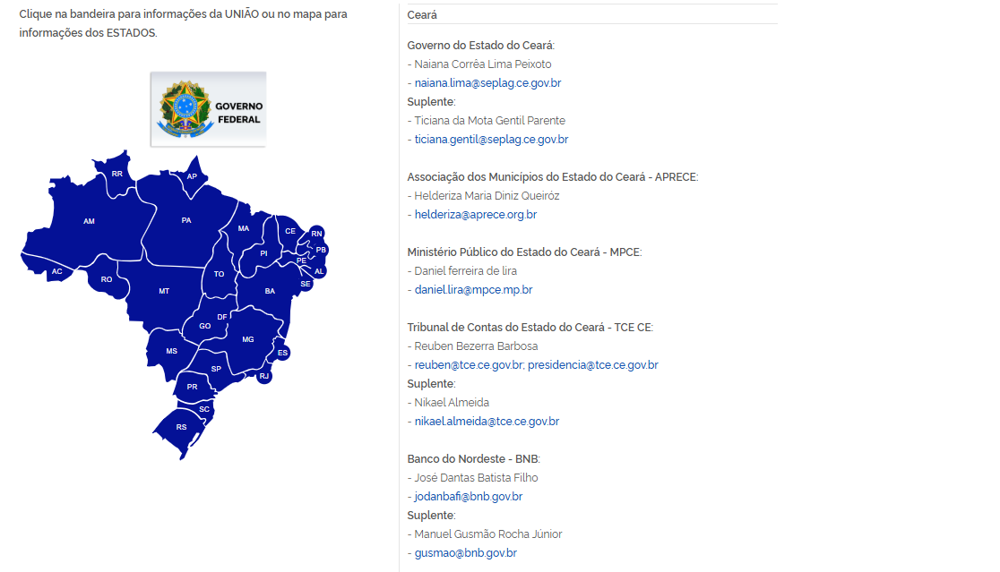 Clique na bandeira para informações da UNIÃO ou no mapa para
informações dos ESTADOS.
GOVERNO
FEDERAL
RR
AP
AM
PA
MA
CE
RN
PB
PI
PE
AL
AC
RO
TO
SE
MT
BA
DF
GO
MG
MS
ES
SP
RJ
PR
SC
RS
Ceará
Governo do Estado do Ceará:
- Naiana Corrêa Lima Peixoto
- naiana.lima@seplag.ce.gov.br
Suplente:
- Ticiana da Mota Gentil Parente
- ticiana.gentil@seplag.ce.gov.br
Associação dos Municípios do Estado do Ceará - APRECE:
- Helderiza Maria Diniz Queiróz
- helderiza@aprece.org.br
Ministério Público do Estado do Ceará - MPCE:
- Daniel ferreira de lira
- daniel.lira@mpce.mp.br
Tribunal de Contas do Estado do Ceará - TCE CE:
- Reuben Bezerra Barbosa
- reuben@tce.ce.gov.br; presidencia@tce.ce.gov.br
Suplente:
- Nikael Almeida
- nikael.almeida@tce.ce.gov.br
Banco do Nordeste - BNB:
- José Dantas Batista Filho
- jodanbafi@bnb.gov.br
Suplente:
- Manuel Gusmão Rocha Júnior
- gusmao@bnb.gov.br